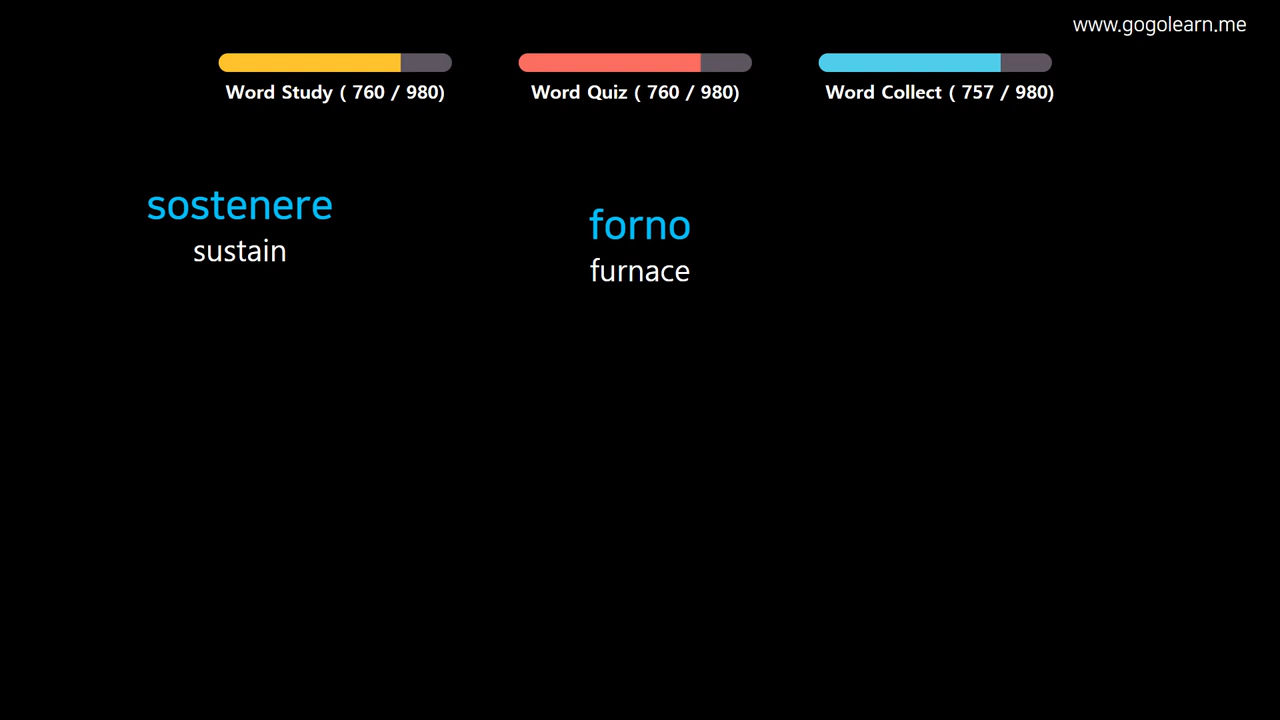 www.gogolearn.me
Word Study ( 760 / 980)
Word Quiz ( 760 / 980)
Word Collect ( 757 / 980)
sostenere
sustain
forno
furnace